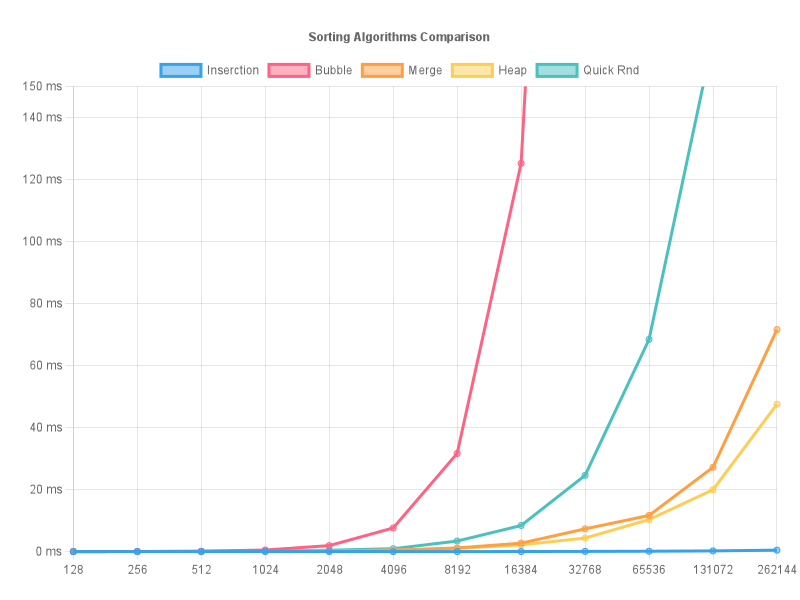 Sorting Algorithms Comparison
Inserction Bubble Merge Heap Quick Rnd
150 ms
140 ms
120 ms
100 ms
80 ms
60 ms
40 ms
20 ms
0 ms
128 256 512 1024 2048 4096 8192 16384 32768 65536 131072 262144